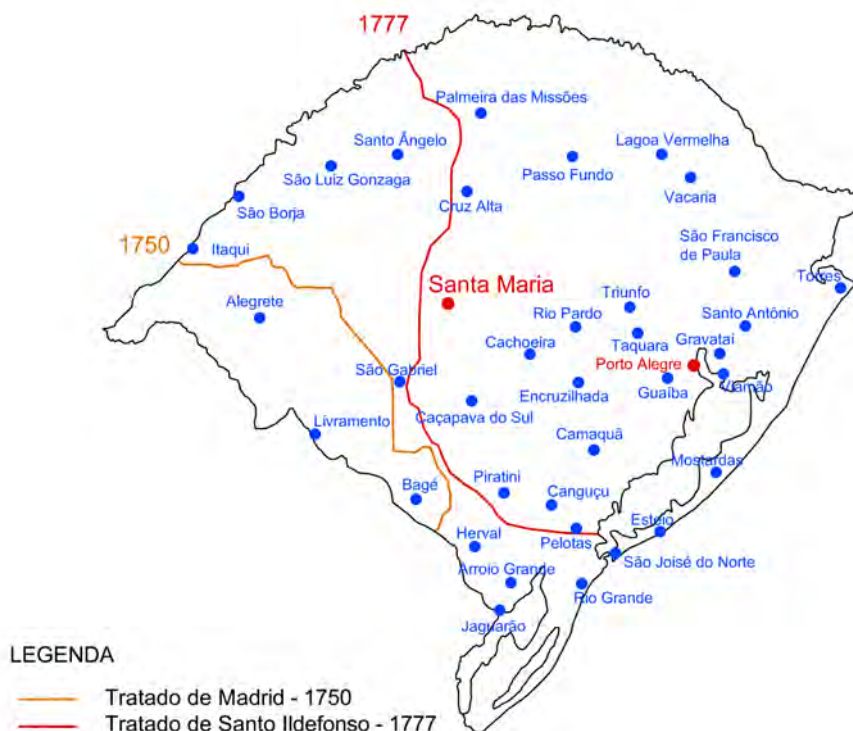 1777
Palmeira das Missões
Santo Ângelo
Lagoa Vermelha
São Luiz Gonzaga
Passo Fundo
Vacaria
São Borja
Cruz Alta
1750
Itaqui
São Francisco
de Paula
Torres
Santa Maria
Alegrete
Triunfo
Rio Pardo
Santo Antônio
Cachoeira
Taquara
Gravataí
Porto Alegre
São Gabriel
Encruzilhada
Guaíba
Viamão
Caçapava do Sul
Livramento
Camaquã
Mostardas
Bagé
Piratini
Canguçu
Esteio
Herval
Pelotas
São Joisé do Norte
Arroio Grande
Rio Grande
Jaguarão
LEGENDA
Tratado de Madrid - 1750
Tratado de Santo Ildefonso - 1777